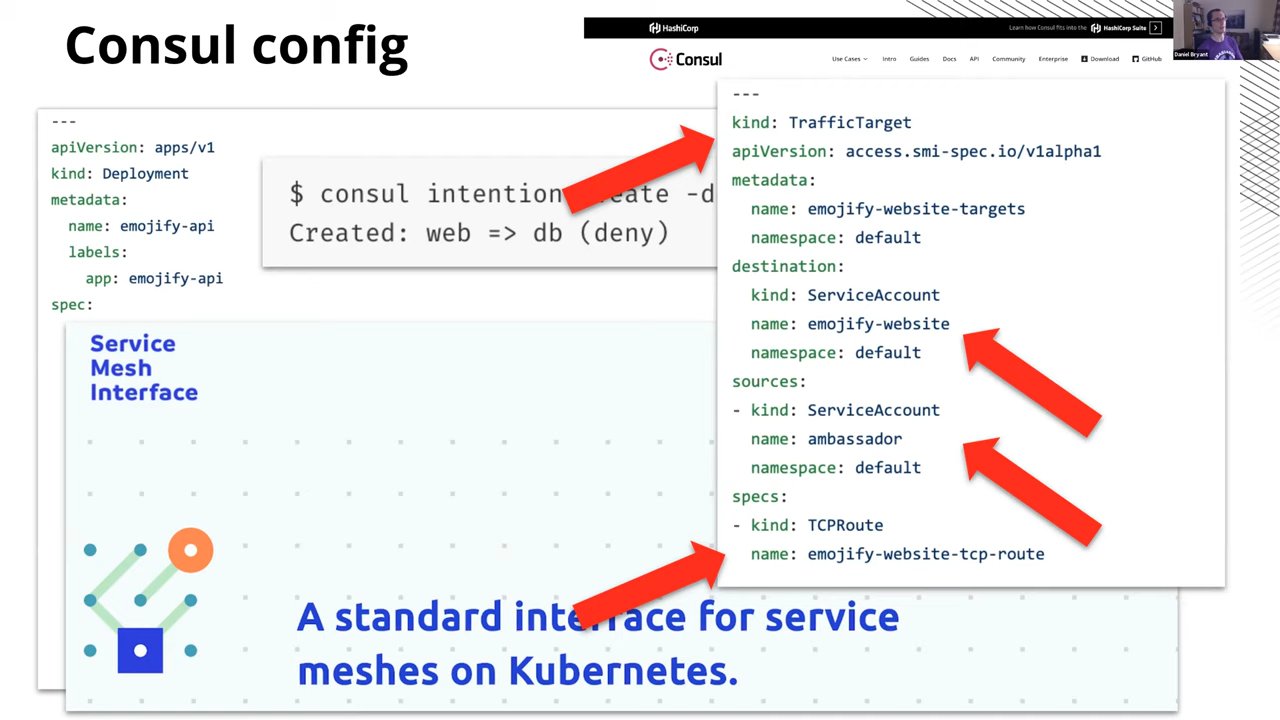 Consul config
HashiCorp
Learn how Consul fits into the HashiCorp Suite
Consul
Use Cases
Intro
Guides
Docs
API
Community
Enterprise
Download
GitHub
Daniel Bryant
---
apiVersion: apps/v1
kind: Deployment
metadata:
name: emojify-api
labels:
app: emojify-api
spec:
$ consul intention eate -d
Created: web => db (deny)
Service
Mesh
Interface
A standard interface for service
meshes on Kubernetes.
---
kind: TrafficTarget
apiVersion: access.smi-spec.io/v1alpha1
metadata:
name: emojify-website-targets
namespace: default
destination:
kind: ServiceAccount
name: emojify-website
namespace: default
sources:
- kind: ServiceAccount
name: ambassador
namespace: default
specs:
- kind: TCPRoute
name: emojify-website-tcp-route